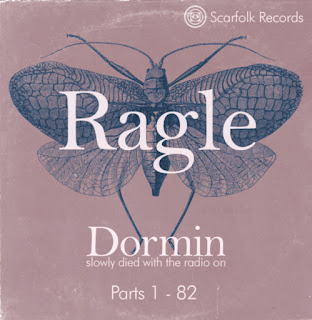 Scarfolk Records
Ragle
Dormin
slowly died with the radio on
Parts 1 - 82